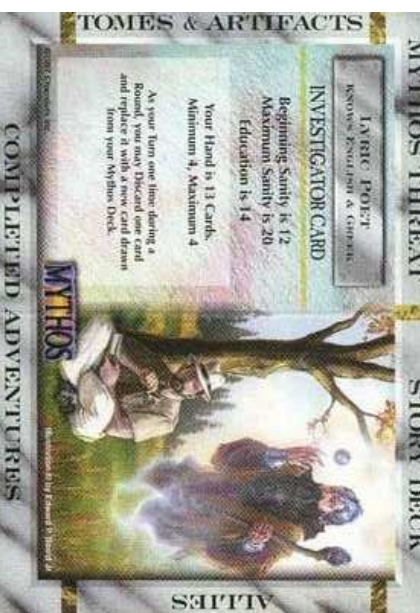 TOMES & ARTIFACTS
MYTHOS THREAT
STORY DECK
LYRIC POET
KNOWS ENGLISH & GREEK
INVESTIGATOR CARD
Beginning Sanity is 12
Maximum Sanity is 20
Education is 14
Your Hand is 13 Cards.
Minimum 4, Maximum 4
As your Turn one time during a
Round, you may Discard one card
and replace it with a new card drawn
from your Mythos Deck.
MYTHOS
Illustration by Edward
COMPLETED ADVENTURES
ALLIES